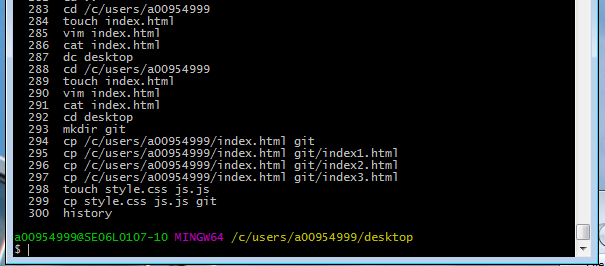 283 cd /c/users/a00954999
284 touch index.html
285 vim index.html
286 cat index.html
287 dc desktop
288 cd /c/users/a00954999
289 touch index.html
290 vim index.html
291 cat index.html
292 cd desktop
293 mkdir git
294 cp /c/users/a00954999/index.html git
295 cp /c/users/a00954999/index.html git/index1.html
296 cp /c/users/a00954999/index.html git/index2.html
297 cp /c/users/a00954999/index.html git/index3.html
298 touch style.css js.js
299 cp style.css js.js git
300 history
a00954999@SE06L0107-10 MINGW64 /c/users/a00954999/desktop
$